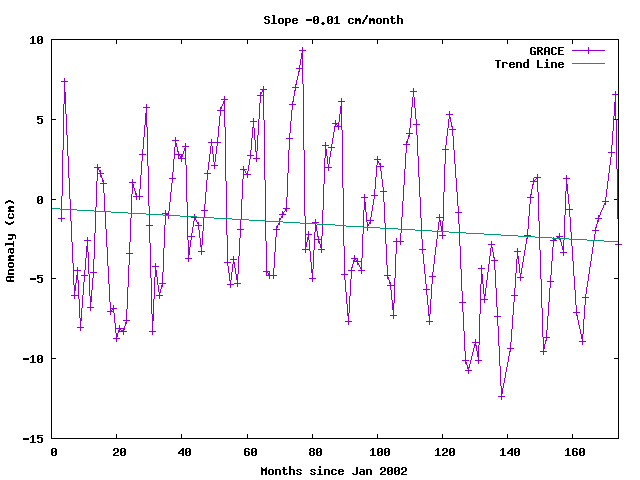 Slope -0.01 cm/month
GRACE
Trend Line
10
5
0
-5
-10
-15
Anomaly (cm)
0 20 40 60 80 100 120 140 160
Months since Jan 2002